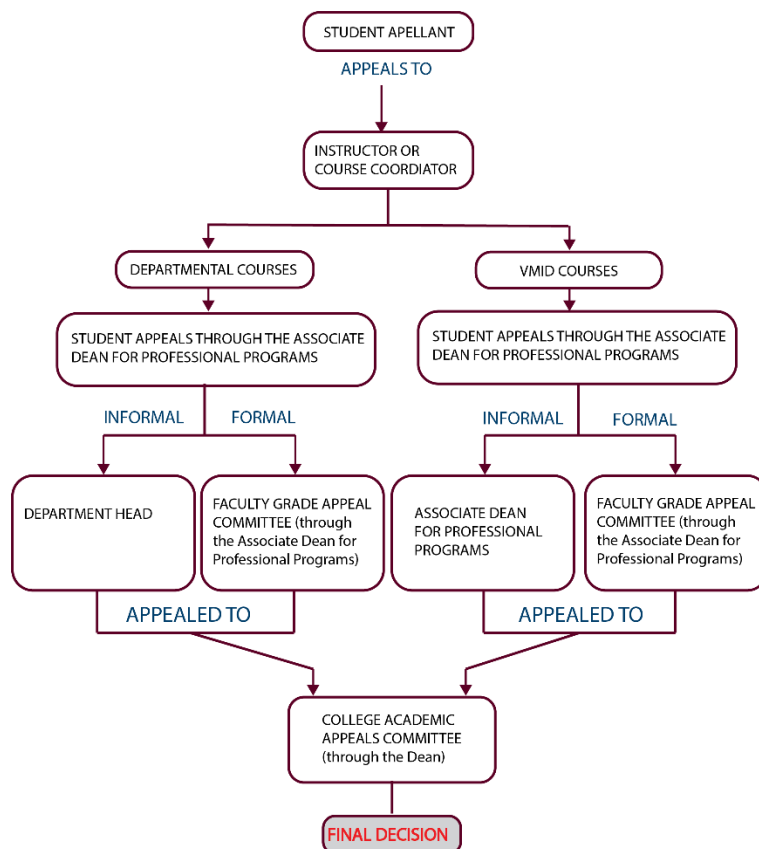 STUDENT APELLANT
APPEALS TO
INSTRUCTOR OR
COURSE COORDIATOR
DEPARTMENTAL COURSES
VMID COURSES
STUDENT APPEALS THROUGH THE ASSOCIATE
DEAN FOR PROFESSIONAL PROGRAMS
STUDENT APPEALS THROUGH THE ASSOCIATE
DEAN FOR PROFESSIONAL PROGRAMS
INFORMAL
FORMAL
INFORMAL
FORMAL
DEPARTMENT HEAD
FACULTY GRADE APPEAL
COMMITTEE (through
the Associate Dean for
Professional Programs)
ASSOCIATE DEAN
FOR PROFESSIONAL
PROGRAMS
FACULTY GRADE APPEAL
COMMITTEE (through
the Associate Dean for
Professional Programs)
APPEALED TO
APPEALED TO
COLLEGE ACADEMIC
APPEALS COMMITTEE
(through the Dean)
FINAL DECISION